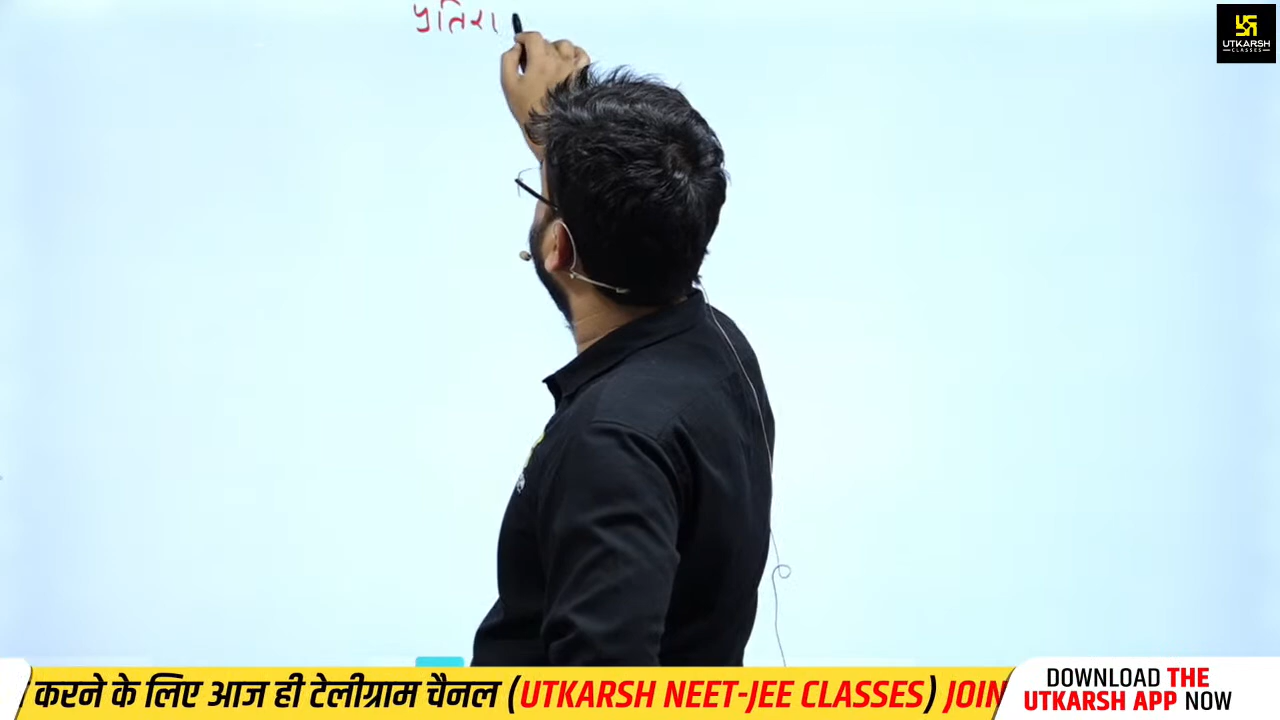 प्रतिरा
UTKARSH
CLASSES
करने के लिए आज ही टेलीग्राम चैनल (UTKARSH NEET-JEE CLASSES) JOIN
DOWNLOAD THE
UTKARSH APP NOW